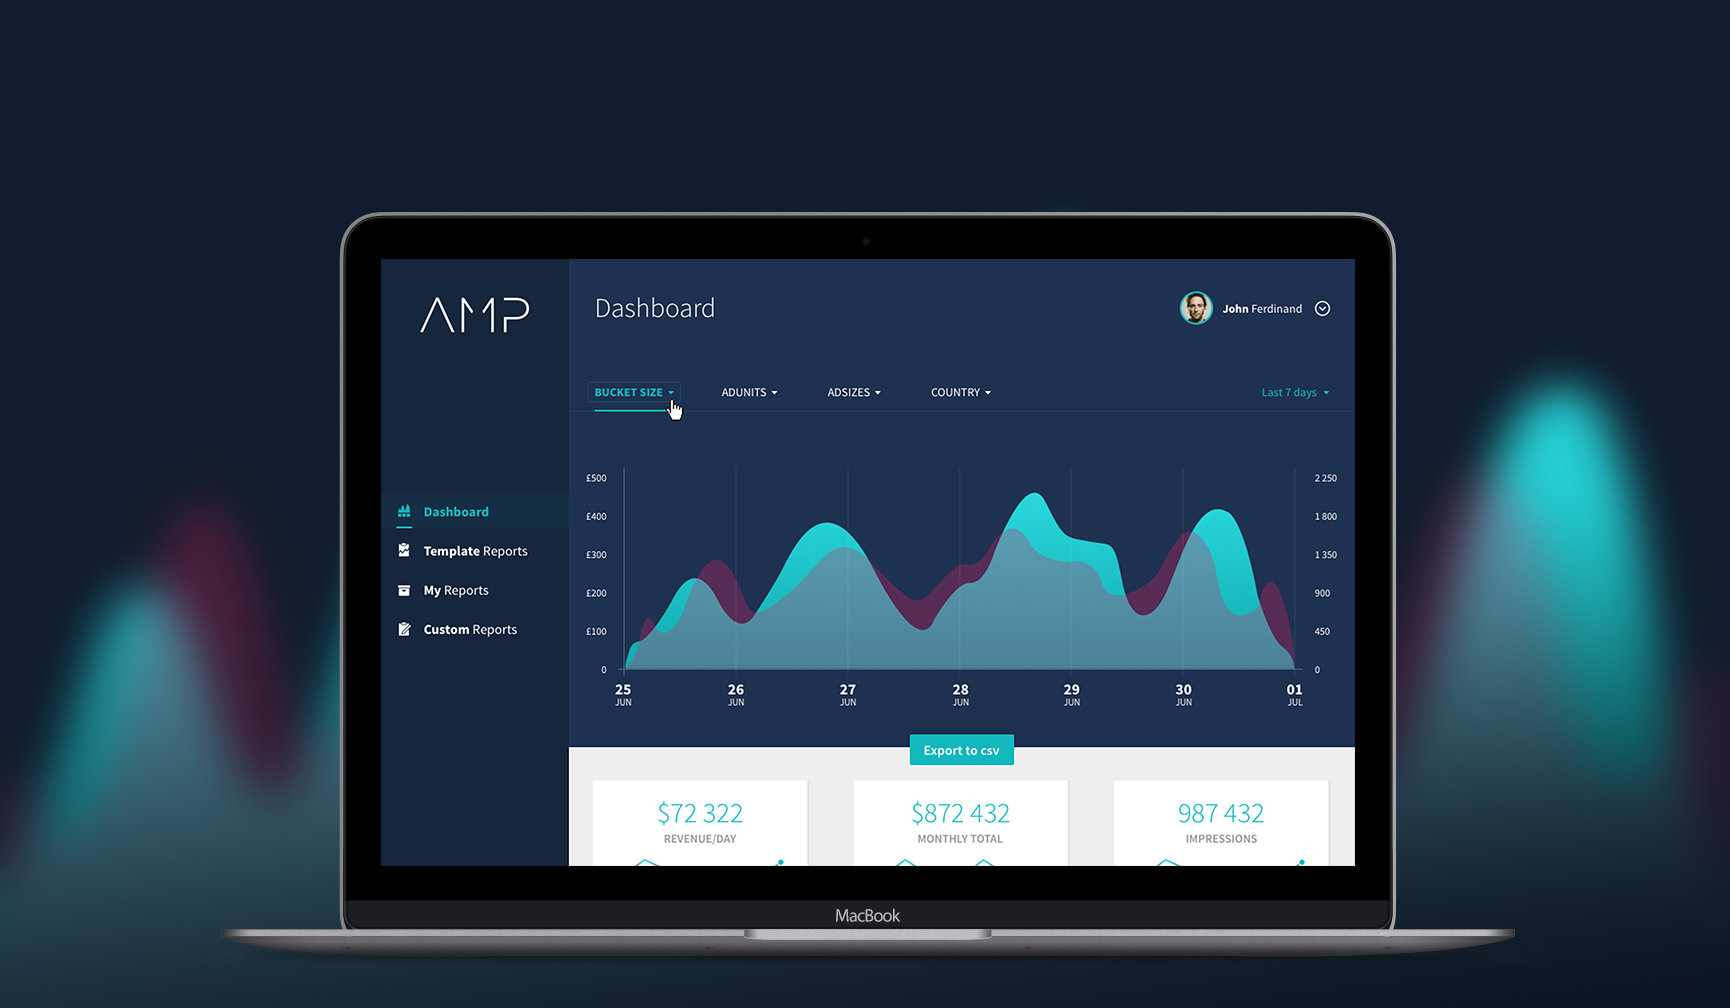 AMP
Dashboard
John Ferdinand
BUCKET SIZE
ADUNITS
ADSIZES
COUNTRY
Last 7 days
Dashboard
Template Reports
My Reports
Custom Reports
£500
£400
£300
£200
£100
0
2 250
1 800
1 350
900
450
0
25 26 27 28 29 30 01
JUN JUN JUN JUN JUN JUN JUL
Export to csv
$72 322
REVENUE/DAY
$872 432
MONTHLY TOTAL
987 432
IMPRESSIONS
MacBook